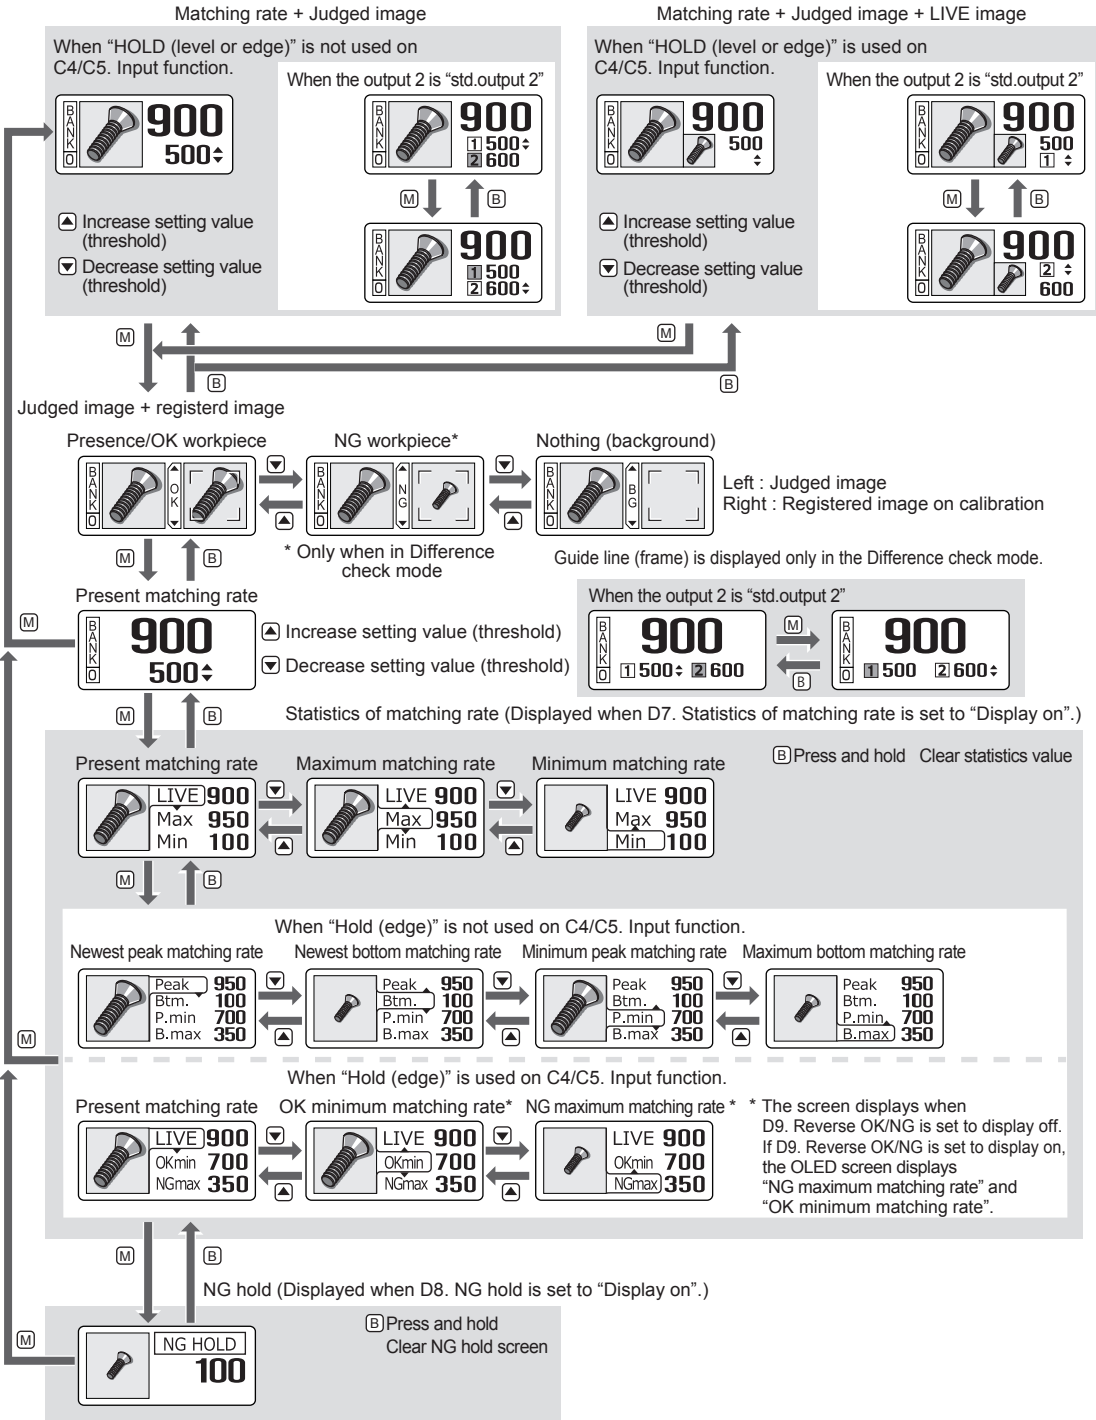 Matching rate + Judged image
When “HOLD (level or edge)” is not used on
C4/C5. Input function.
When the output 2 is “std.output 2”
BANK0
900
500
BANK0
900
1 500
2 600
M
B
BANK0
900
1 500
2 600
Increase setting value
(threshold)
Decrease setting value
(threshold)
Matching rate + Judged image + LIVE image
When “HOLD (level or edge)” is used on
C4/C5. Input function.
When the output 2 is “std.output 2”
BANK0
900
500
BANK0
900
500
1
M
B
BANK0
900
2
600
Increase setting value
(threshold)
Decrease setting value
(threshold)
M
M
B
B
Judged image + registerd image
Presence/OK workpiece
NG workpiece*
Nothing (background)
BANK0
OK
BANK0
NG
BANK0
BG
Left : Judged image
Right : Registered image on calibration
* Only when in Difference
check mode
Guide line (frame) is displayed only in the Difference check mode.
M
B
Present matching rate
M
BANK0
900
500
Increase setting value (threshold)
Decrease setting value (threshold)
When the output 2 is “std.output 2”
BANK0
900
1 500 2 600
M
B
BANK0
900
1 500 2 600
M
B
Statistics of matching rate (Displayed when D7. Statistics of matching rate is set to “Display on”.)
B Press and hold Clear statistics value
Present matching rate
Maximum matching rate
Minimum matching rate
LIVE 900
Max 950
Min 100
LIVE 900
Max 950
Min 100
LIVE 900
Max 950
Min 100
M
B
When “Hold (edge)” is not used on C4/C5. Input function.
Newest peak matching rate
Newest bottom matching rate
Minimum peak matching rate
Maximum bottom matching rate
Peak 950
Btm. 100
P.min 700
B.max 350
Peak 950
Btm. 100
P.min 700
B.max 350
Peak 950
Btm. 100
P.min 700
B.max 350
Peak 950
Btm. 100
P.min 700
B.max 350
M
When “Hold (edge)” is used on C4/C5. Input function.
Present matching rate
OK minimum matching rate*
NG maximum matching rate *
LIVE 900
OKmin 700
NGmax 350
LIVE 900
OKmin 700
NGmax 350
LIVE 900
OKmin 700
NGmax 350
* The screen displays when
D9. Reverse OK/NG is set to display off.
If D9. Reverse OK/NG is set to display on,
the OLED screen displays
“NG maximum matching rate” and
“OK minimum matching rate”.
M
B
NG hold (Displayed when D8. NG hold is set to “Display on”.)
M
NG HOLD
100
B Press and hold
Clear NG hold screen